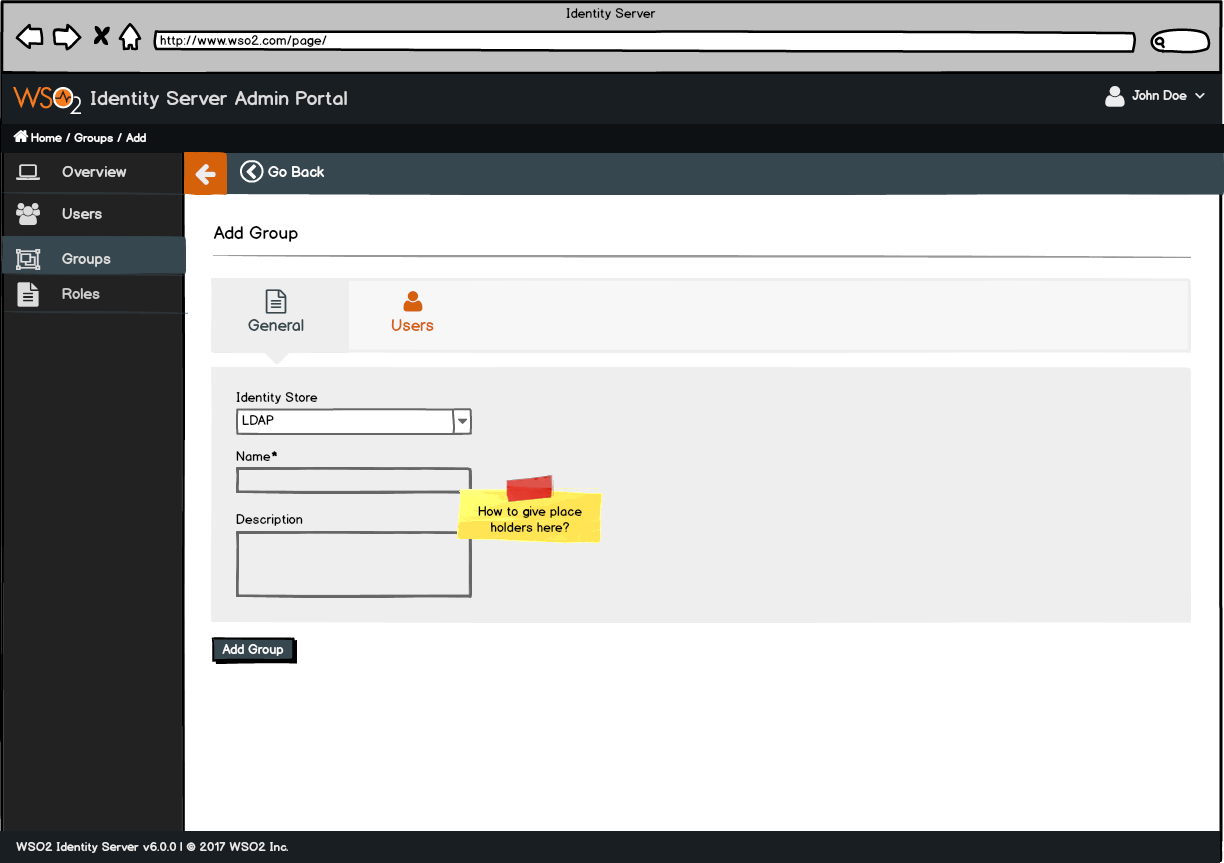 Identity Server
http://www.wso2.com/page/
WSO2 Identity Server Admin Portal
John Doe
Home / Groups / Add
Overview
Go Back
Users
Groups
Roles
Add Group
General
Users
Identity Store
LDAP
Name*
How to give place
holders here?
Description
Add Group
WSO2 Identity Server v6.0.0 | © 2017 WSO2 Inc.